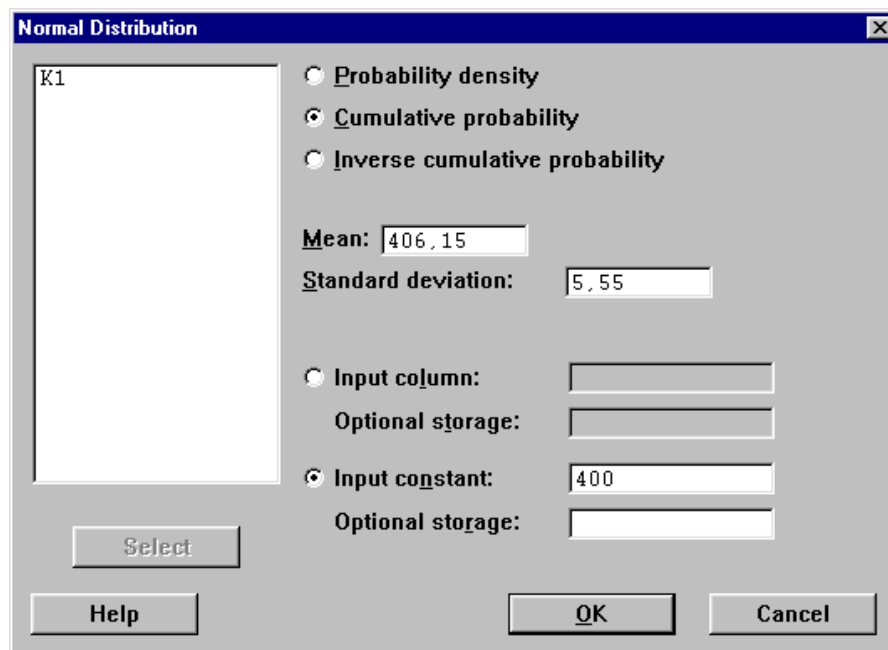 Normal Distribution
K1
Probability density
Cumulative probability
Inverse cumulative probability
Mean: 406,15
Standard deviation: 5,55
Input column:
Optional storage:
Input constant: 400
Optional storage:
Select
Help
OK
Cancel